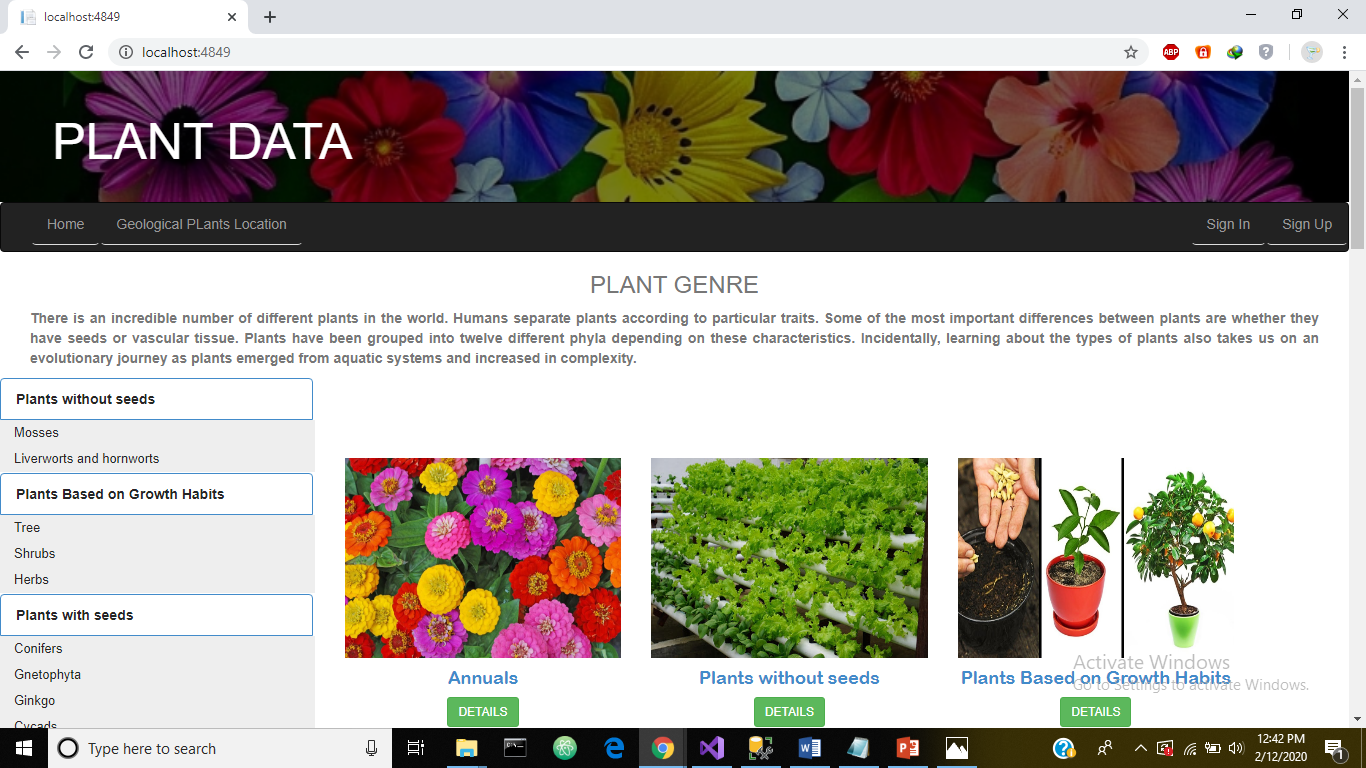 localhost:4849
localhost:4849
ABP
PLANT DATA
Home
Geological PLants Location
Sign In
Sign Up
PLANT GENRE
There is an incredible number of different plants in the world. Humans separate plants according to particular traits. Some of the most important differences between plants are whether they
have seeds or vascular tissue. Plants have been grouped into twelve different phyla depending on these characteristics. Incidentally, learning about the types of plants also takes us on an
evolutionary journey as plants emerged from aquatic systems and increased in complexity.
Plants without seeds
Mosses
Liverworts and hornworts
Plants Based on Growth Habits
Tree
Shrubs
Herbs
Plants with seeds
Conifers
Gnetophyta
Ginkgo
Cycads
Annuals
DETAILS
Plants without seeds
DETAILS
Plants Based on Growth Habits
DETAILS
Activate Windows
Go to Settings to activate Windows.
Type here to search
12:42 PM
2/12/2020
1